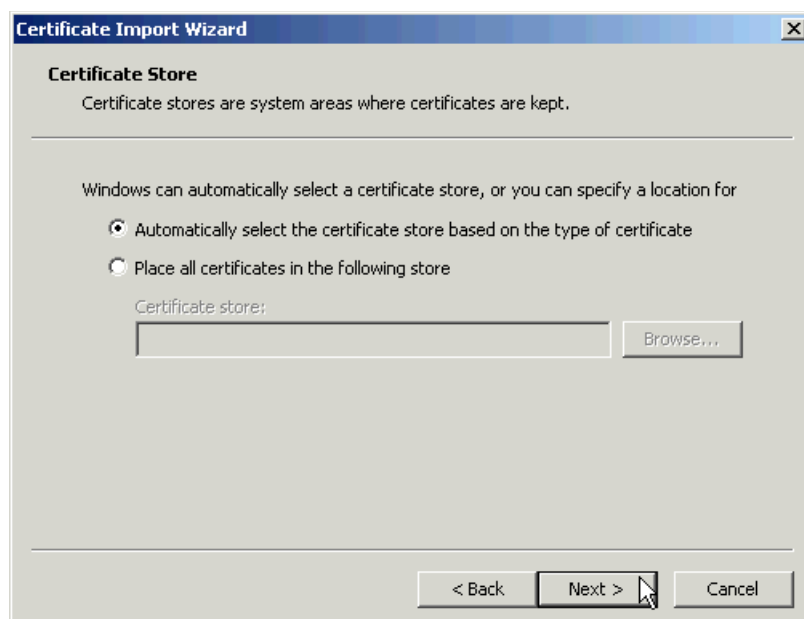 Certificate Import Wizard
Certificate Store
Certificate stores are system areas where certificates are kept.
Windows can automatically select a certificate store, or you can specify a location for
Automatically select the certificate store based on the type of certificate
Place all certificates in the following store
Certificate store:
Browse...
< Back
Next >
Cancel